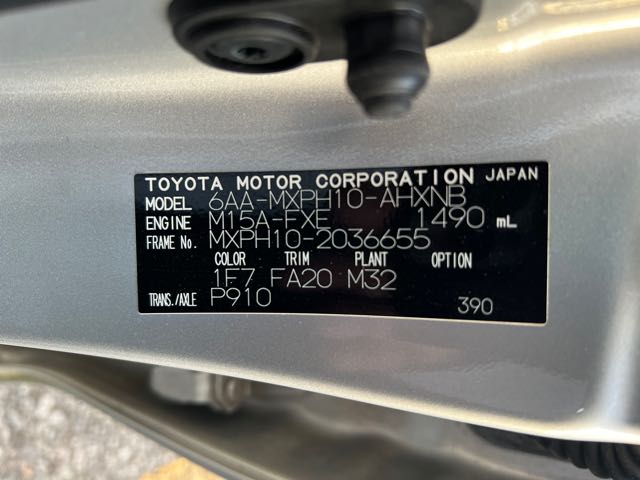 TOYOTA MOTOR CORPORATION JAPAN
MODEL 6AA-MXPH10-AHXNB
ENGINE M15A-FXE 1490 mL
FRAME No. MXPH10-2036655
COLOR TRIM PLANT OPTION
1F7 FA20 M32
TRANS./AXLE P910 390